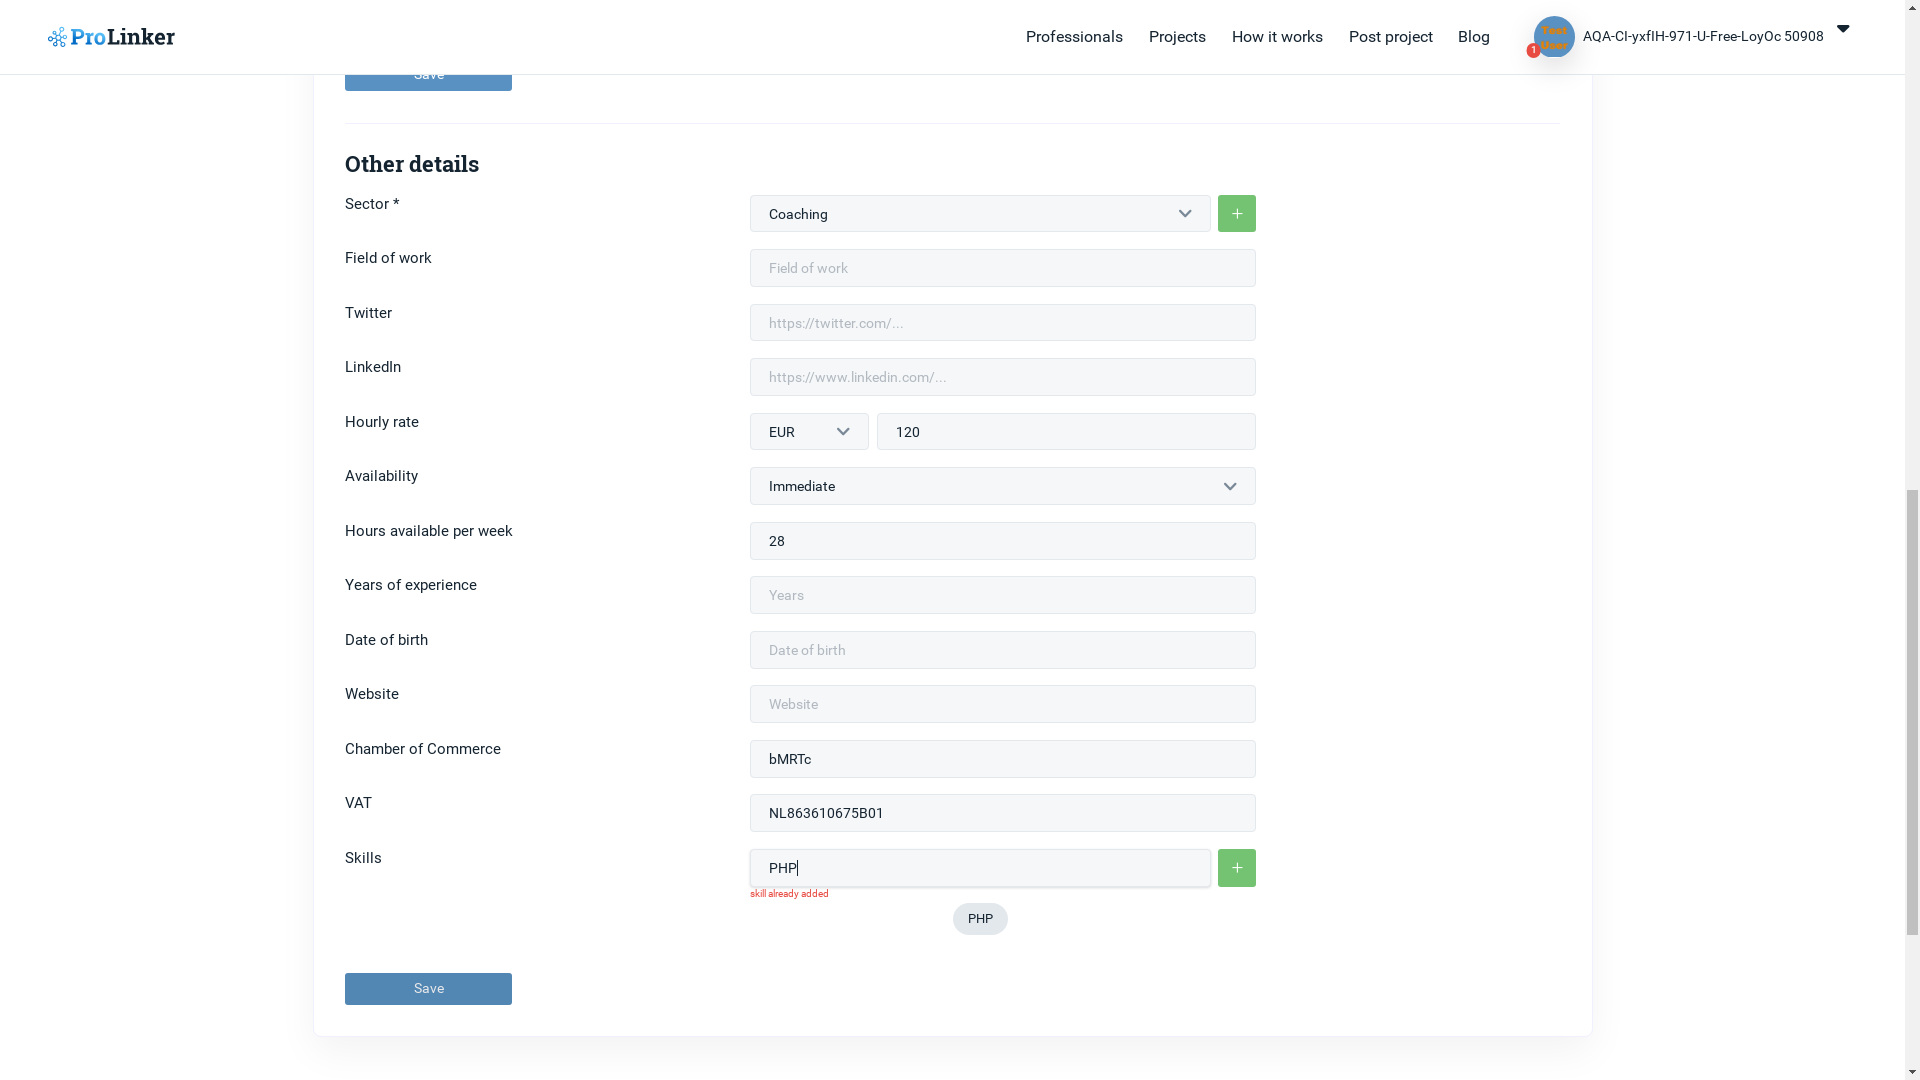 ProLinker
Professionals
Projects
How it works
Post project
Blog
Test User
1
AQA-CI-yxfIH-971-U-Free-LoyOc 50908
Save
Other details
Sector *
Coaching
Field of work
Field of work
Twitter
https://twitter.com/...
LinkedIn
https://www.linkedin.com/...
Hourly rate
EUR
120
Availability
Immediate
Hours available per week
28
Years of experience
Years
Date of birth
Date of birth
Website
Website
Chamber of Commerce
bMRTc
VAT
NL863610675B01
Skills
PHP
skill already added
PHP
Save